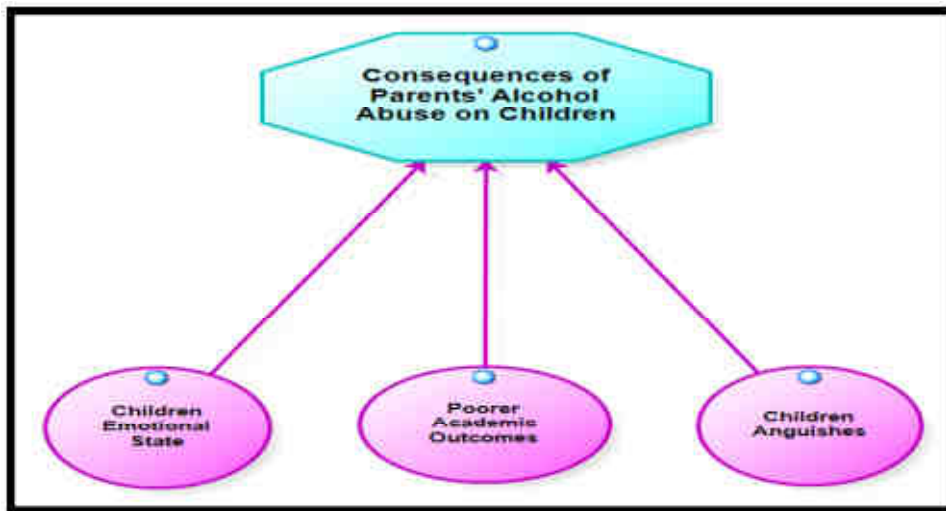 Consequences of
Parents' Alcohol
Abuse on Children
Children
Emotional
State
Poorer
Academic
Outcomes
Children
Anguishes